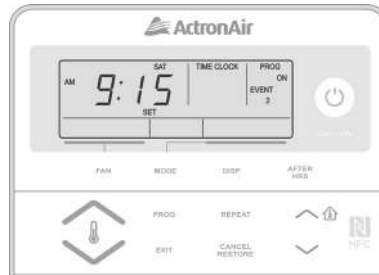 ActronAir
SAT TIME CLOCK PROG
AM 9:15 ON
EVENT
2
SET
FAN MODE DISP AFTER
HRS
PROG REPEAT
EXIT CANCEL
RESTORE
NFC